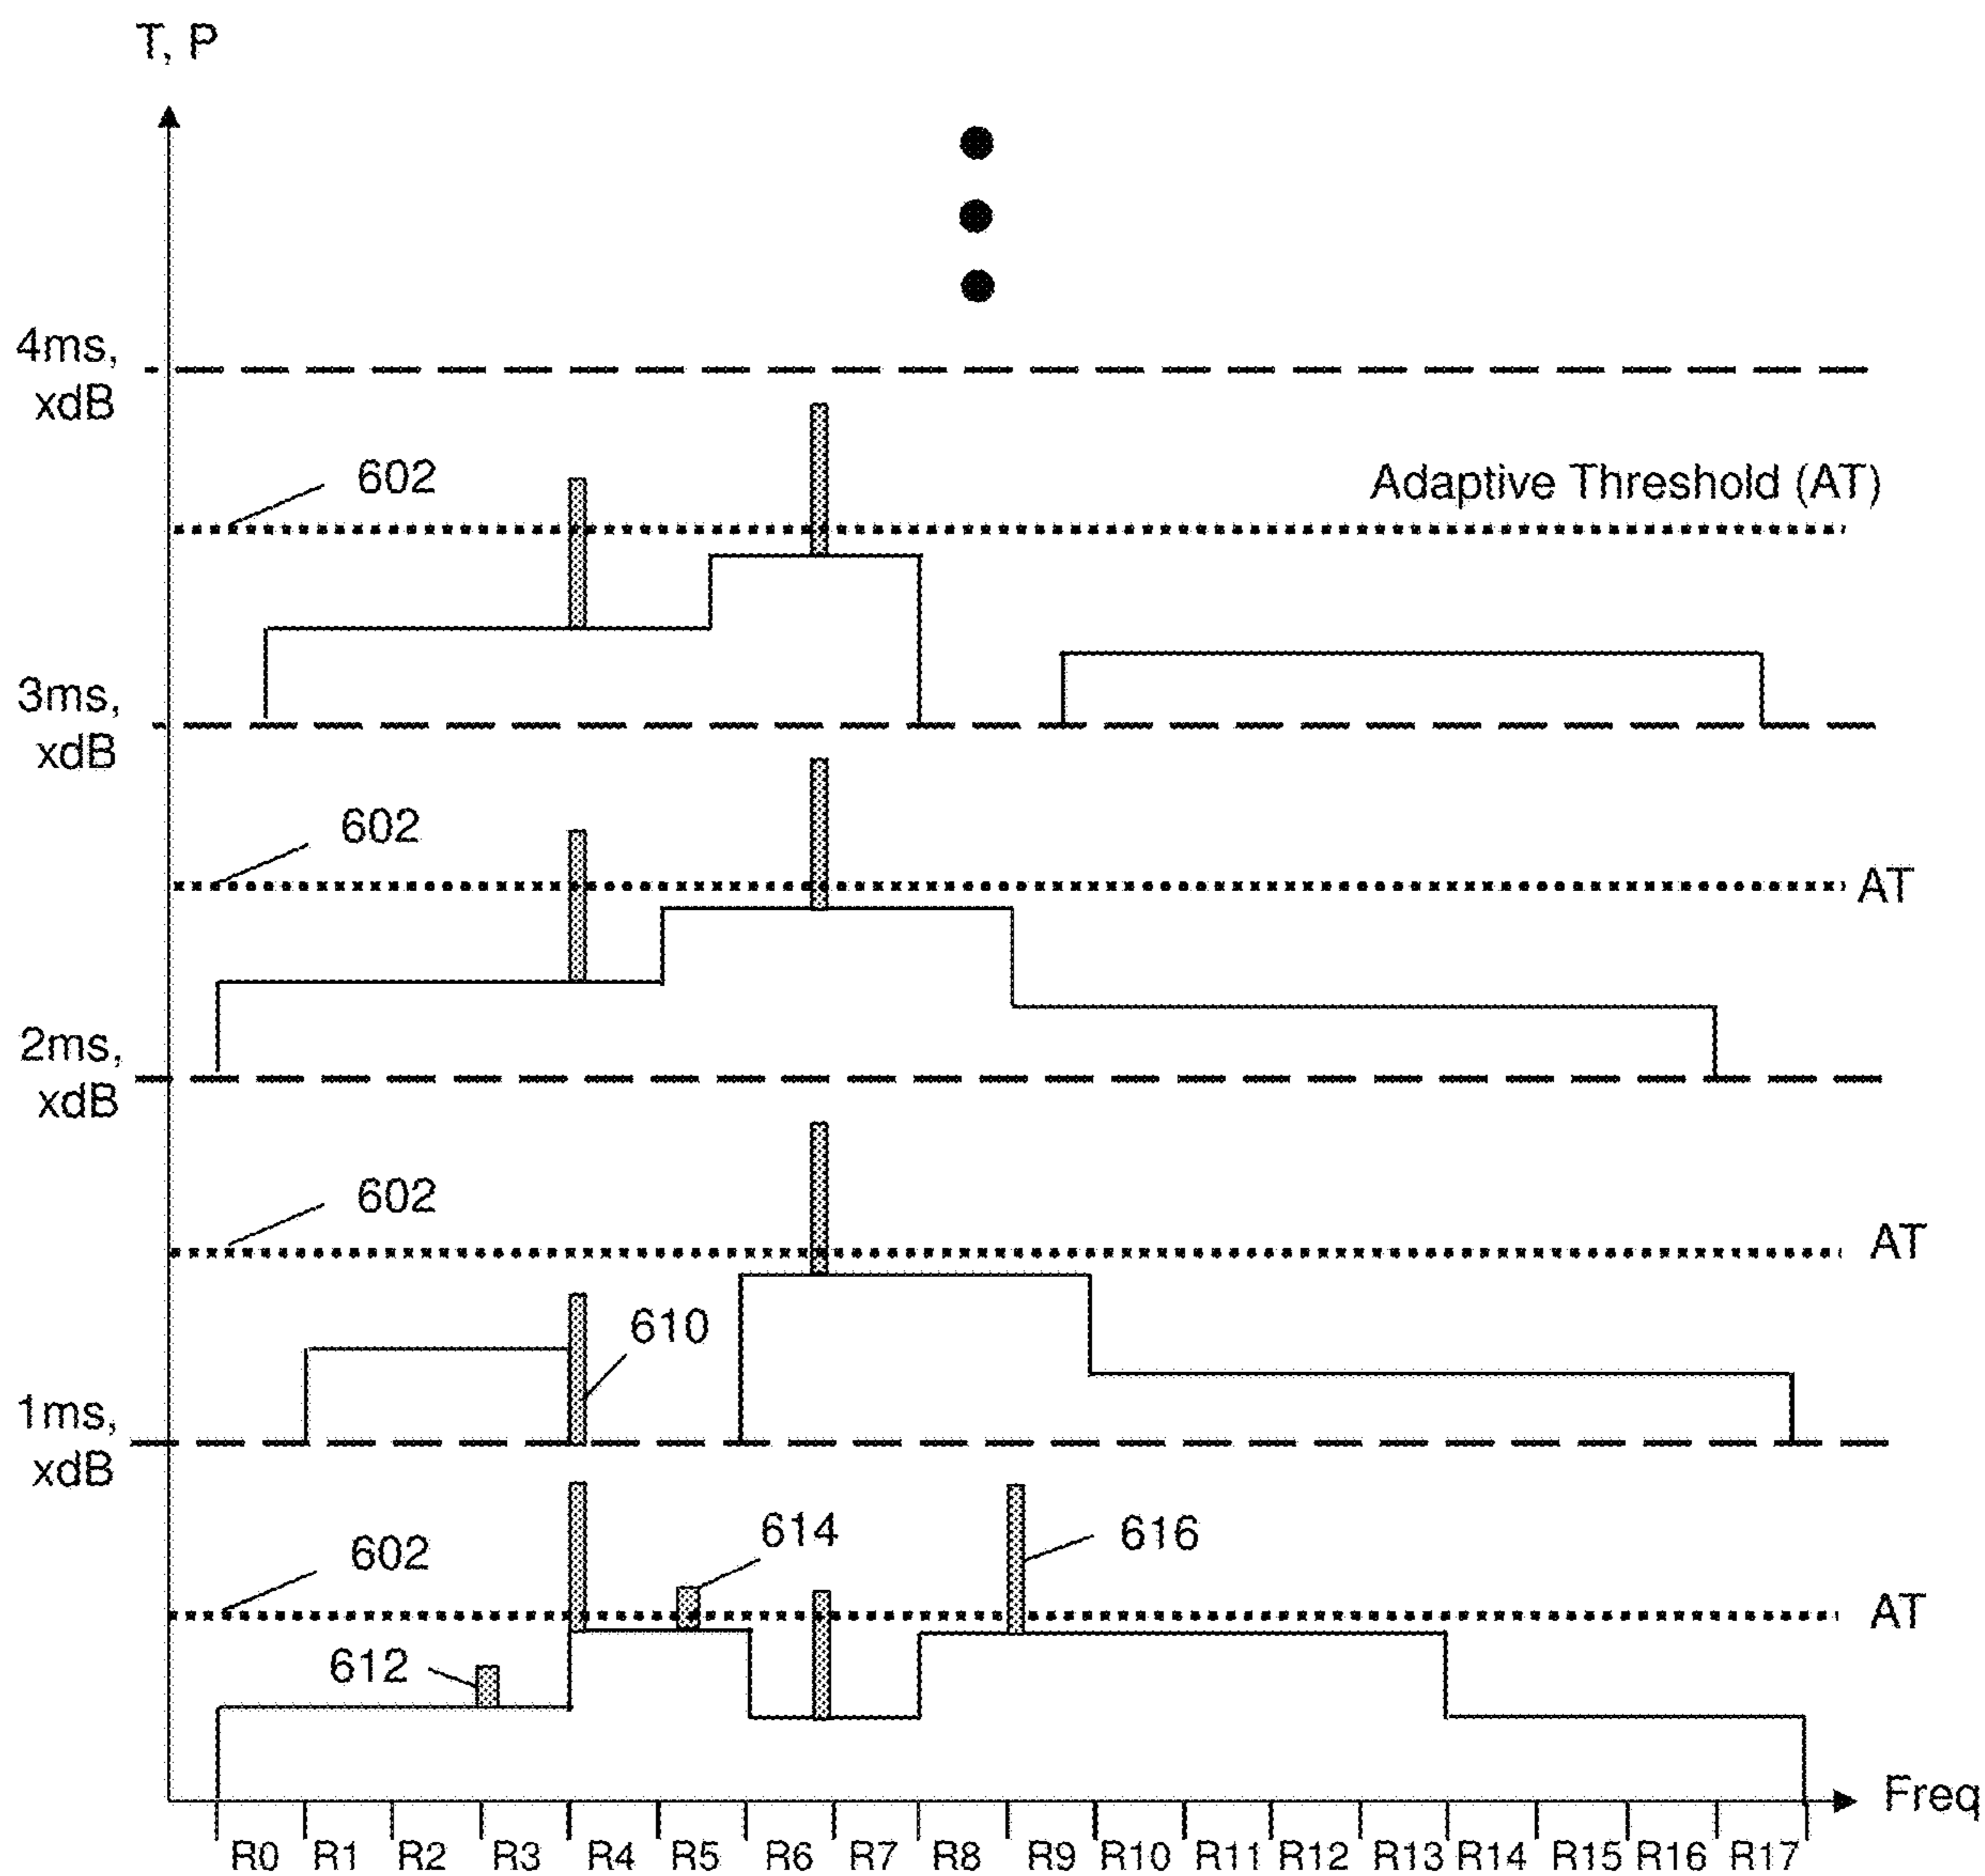 T, P
4ms,
xdB
602
Adaptive Threshold (AT)
3ms,
xdB
602
AT
2ms,
xdB
602
AT
610
1ms,
xdB
602
614
616
AT
612
Freq
R0 R1 R2 R3 R4 R5 R6 R7 R8 R9 R10 R11 R12 R13 R14 R15 R16 R17